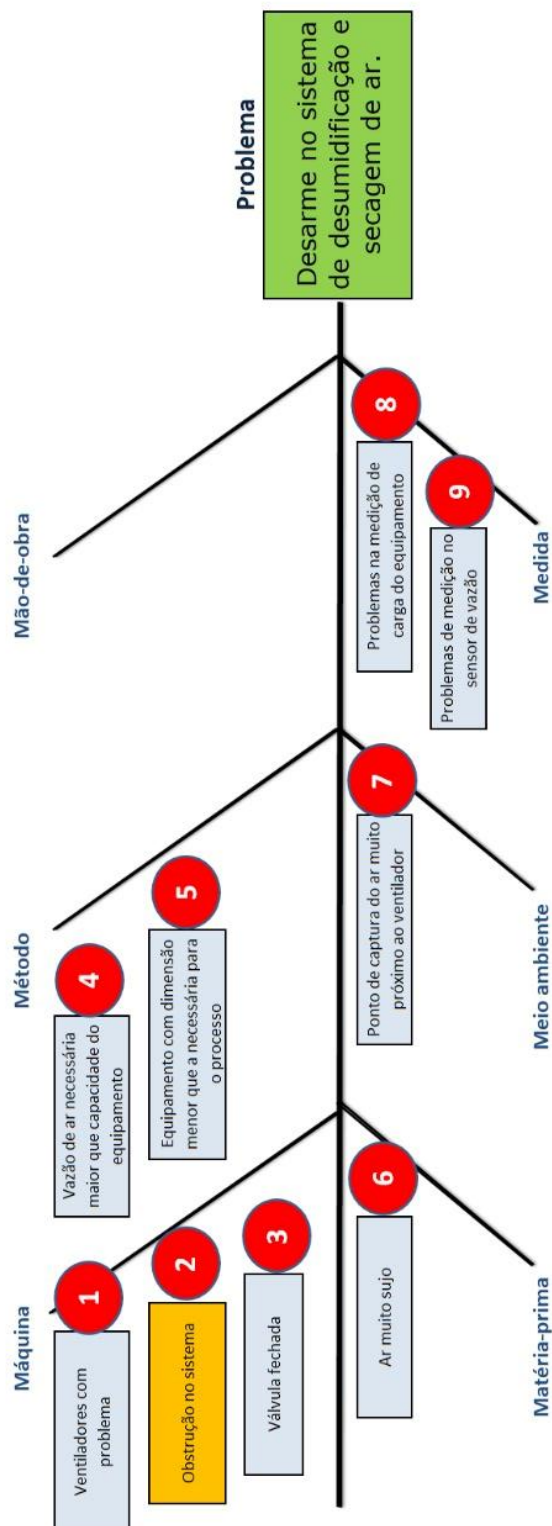 Máquina
Ventiladores com
problema
1
Obstrução no sistema
2
Válvula fechada
3
Método
Vazão de ar necessária
maior que capacidade do
equipamento
4
Equipamento com dimensão
menor que a necessária para
o processo
5
Mão-de-obra
Problema
Desarme no sistema
de desumidificação e
secagem de ar.
Ar muito sujo
6
Matéria-prima
Ponto de captura do ar muito
próximo ao ventilador
7
Meio ambiente
Problemas na medição de
carga do equipamento
8
Problemas de medição no
sensor de vazão
9
Medida